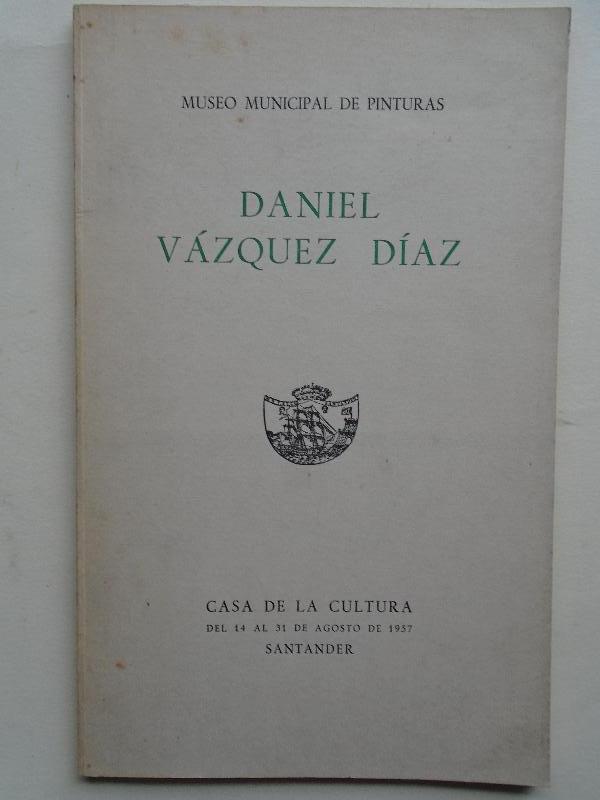 MUSEO MUNICIPAL DE PINTURAS
DANIEL
VÁZQUEZ DÍAZ
CASA DE LA CULTURA
DEL 14 AL 31 DE AGOSTO DE 1957
SANTANDER